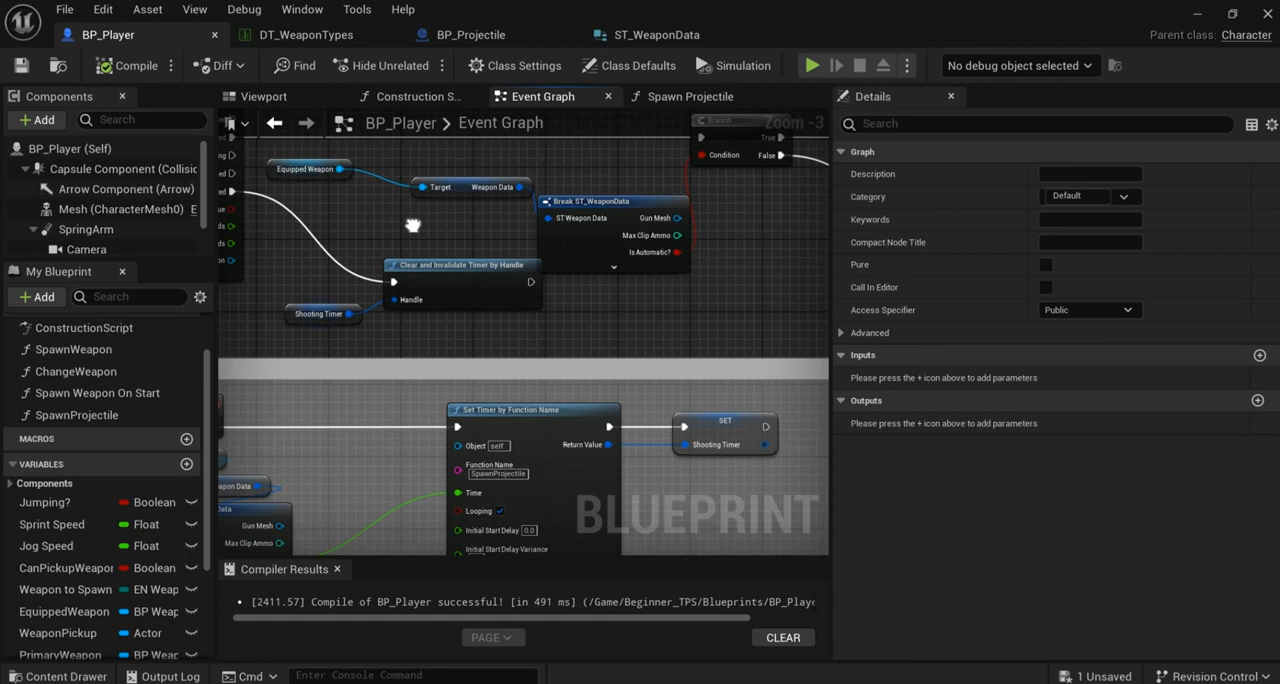 File Edit Asset View Debug Window Tools Help
BP_Player DT_WeaponTypes BP_Projectile ST_WeaponData
Parent class: Character
Compile Diff Find Hide Unrelated Class Settings Class Defaults Simulation No debug object selected
Components
Add Search
BP_Player (Self)
Capsule Component (Collisic
Arrow Component (Arrow)
Mesh (CharacterMesh0) E
SpringArm
Camera
My Blueprint
Add Search
ConstructionScript
SpawnWeapon
ChangeWeapon
Spawn Weapon On Start
SpawnProjectile
MACROS
VARIABLES
Components
Jumping? Boolean
Sprint Speed Float
Jog Speed Float
CanPickupWeapon Boolean
Weapon to Spawn EN Weap
EquippedWeapon BP Weap
WeaponPickup Actor
PrimaryWeapon BP Weap
Viewport Construction S... Event Graph Spawn Projectile
BP_Player > Event Graph
Zoom -3
Branch
True
Condition False
Equipped Weapon
Target Weapon Data
Break ST_WeaponData
ST Weapon Data Gun Mesh
Max Clip Ammo
Is Automatic?
Clear and Invalidate Timer by Handle
Handle
Shooting Timer
Set Timer by Function Name
Object self Return Value
Function Name
SpawnProjectile
Time
Looping
Initial Start Delay 0.0
Initial Start Delay Variance
SET
Shooting Timer
apon Data
Data
Gun Mesh
Max Clip Ammo
BLUEPRINT
Compiler Results
[2411.57] Compile of BP_Player successful! [in 491 ms] (/Game/Beginner_TPS/Blueprints/BP_Playe
PAGE
CLEAR
Details
Search
Graph
Description
Category Default
Keywords
Compact Node Title
Pure
Call In Editor
Access Specifier Public
Advanced
Inputs
Please press the + icon above to add parameters
Outputs
Please press the + icon above to add parameters
Content Drawer Output Log Cmd Enter Console Command 1 Unsaved Revision Control